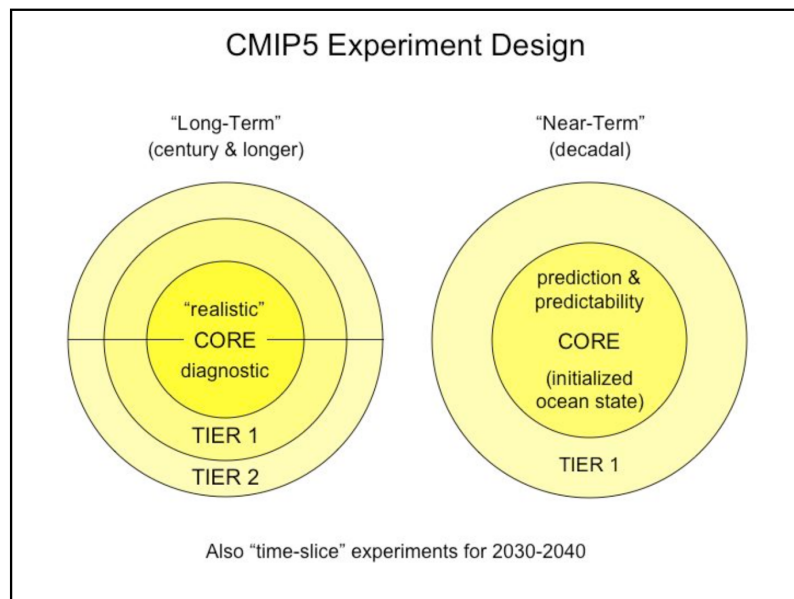 CMIP5 Experiment Design
“Long-Term”
(century & longer)
“realistic”
CORE
diagnostic
TIER 1
TIER 2
“Near-Term”
(decadal)
prediction &
predictability
CORE
(initialized
ocean state)
TIER 1
Also “time-slice” experiments for 2030-2040